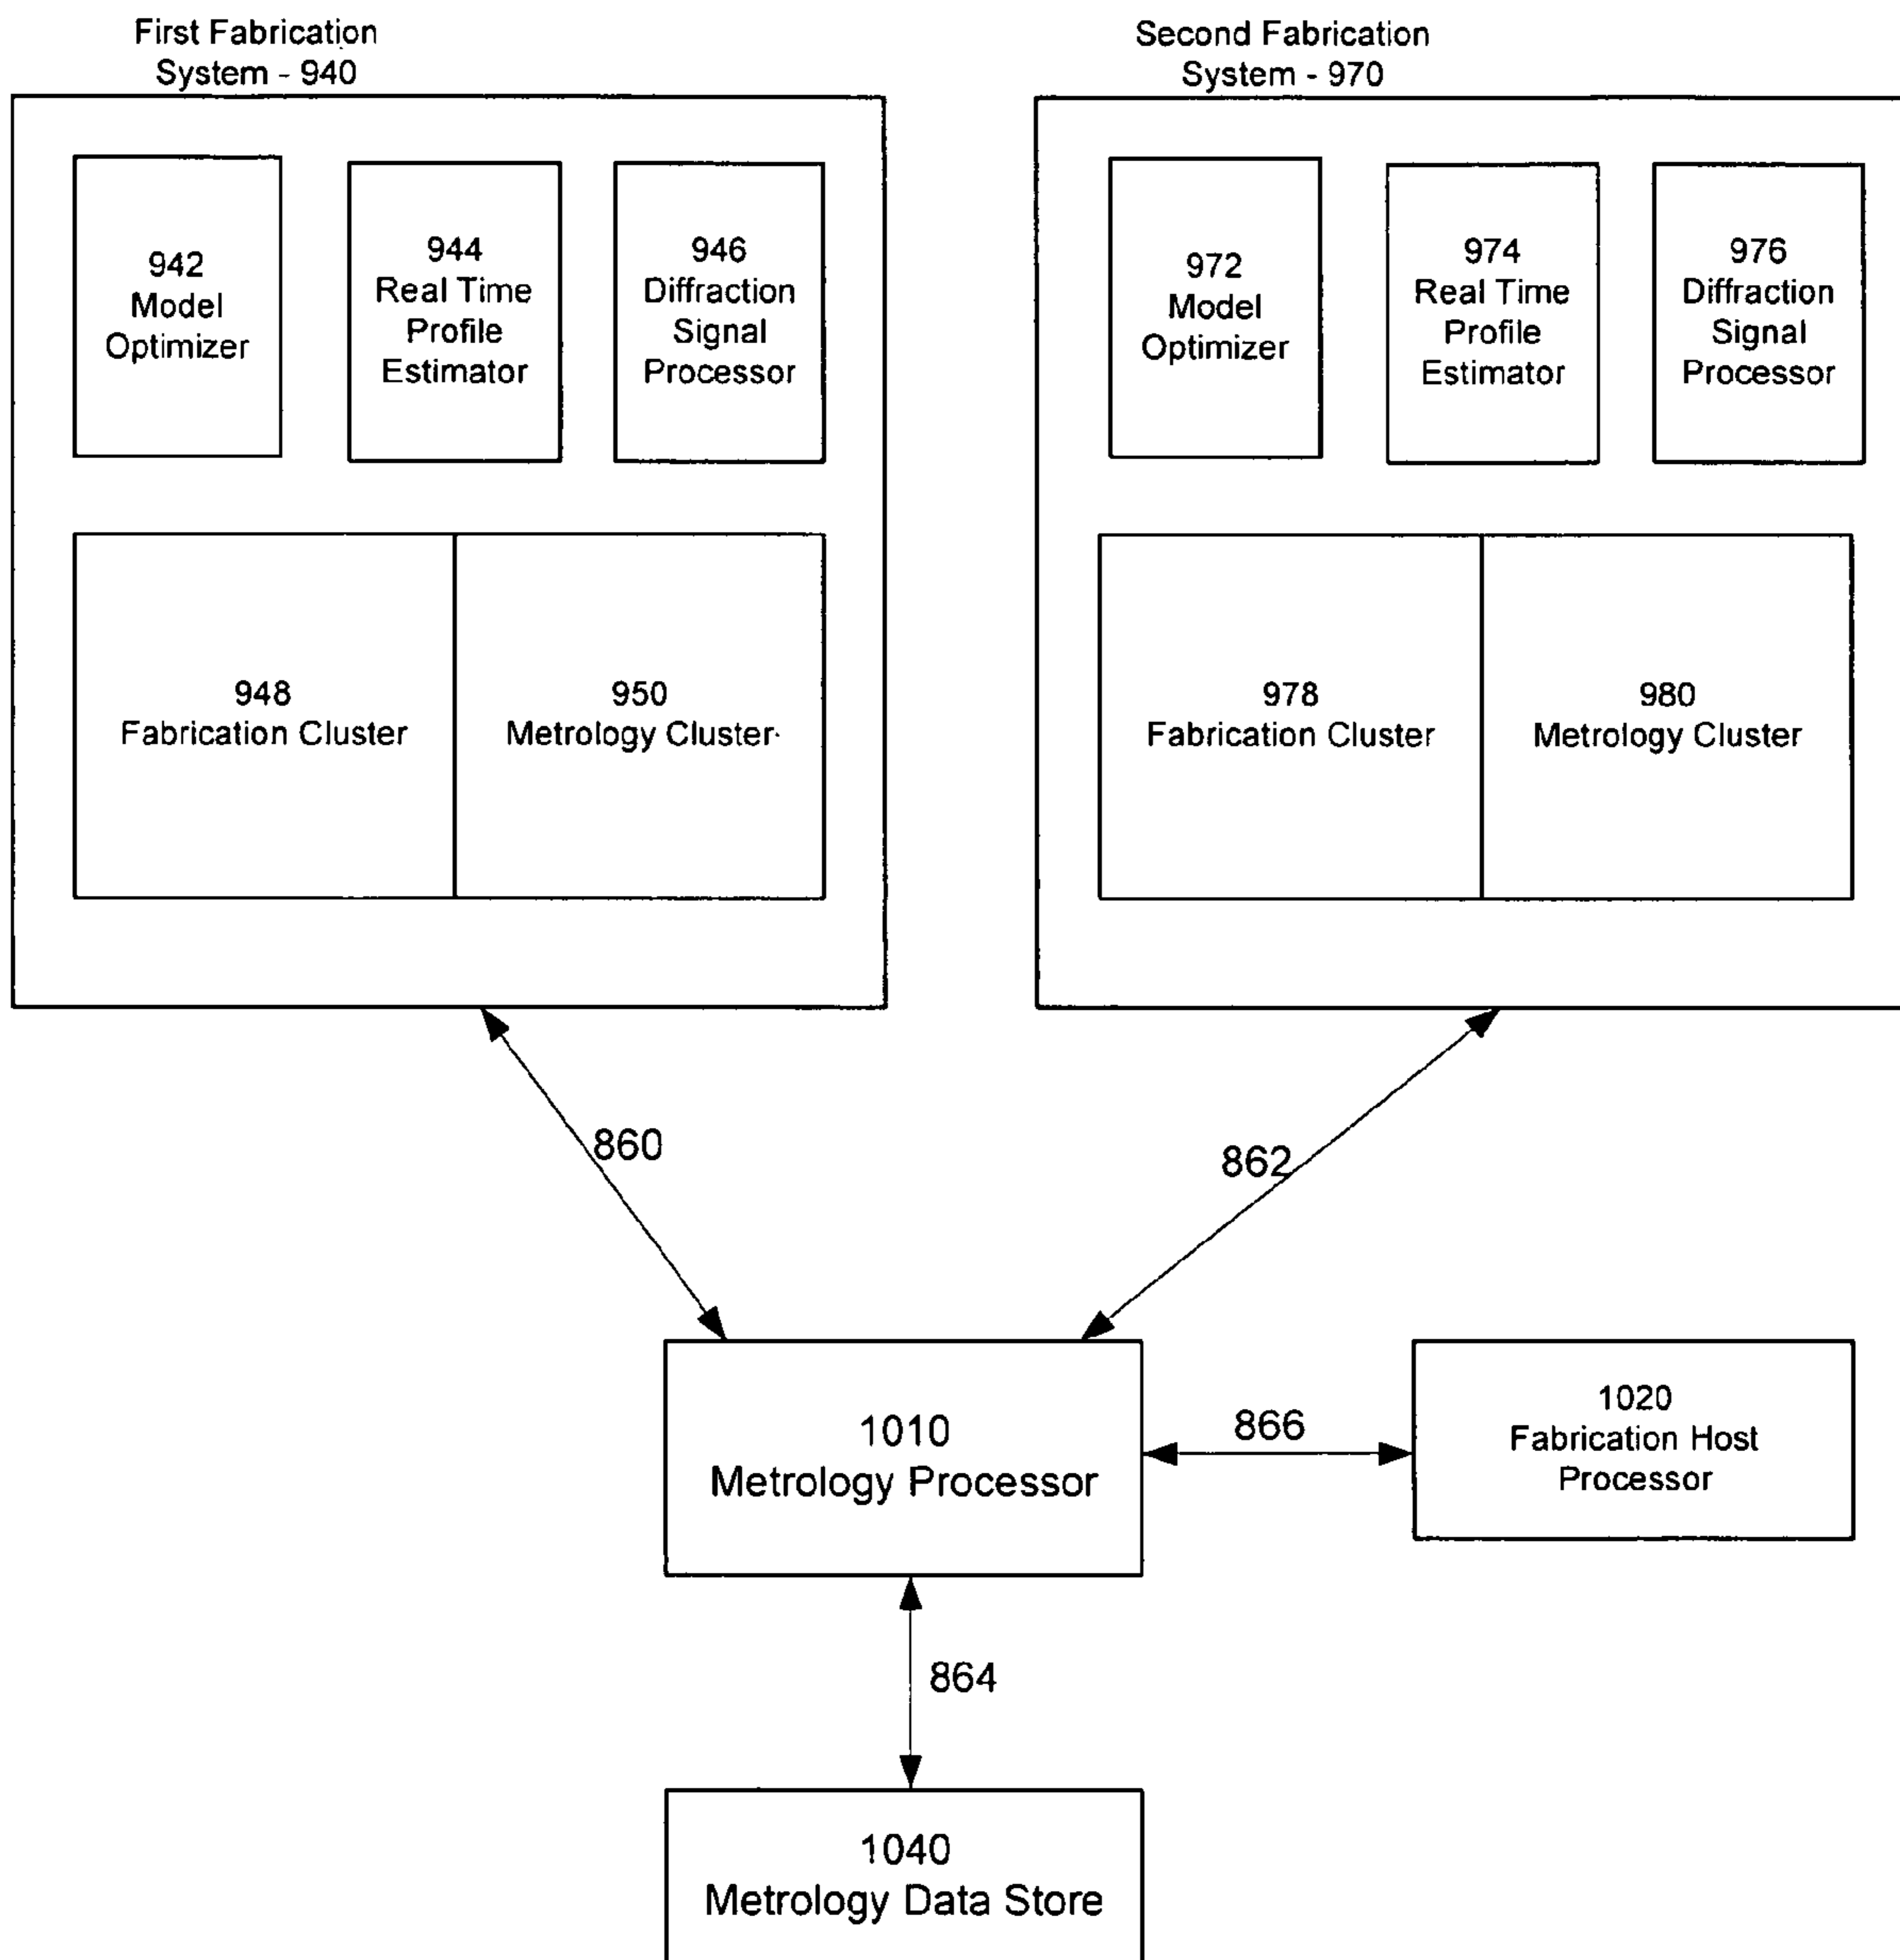 First Fabrication
System - 940
Second Fabrication
System - 970
942
Model
Optimizer
944
Real Time
Profile
Estimator
946
Diffraction
Signal
Processor
972
Model
Optimizer
974
Real Time
Profile
Estimator
976
Diffraction
Signal
Processor
948
Fabrication Cluster
950
Metrology Cluster
978
Fabrication Cluster
980
Metrology Cluster
860
862
1010
Metrology Processor
866
1020
Fabrication Host
Processor
864
1040
Metrology Data Store